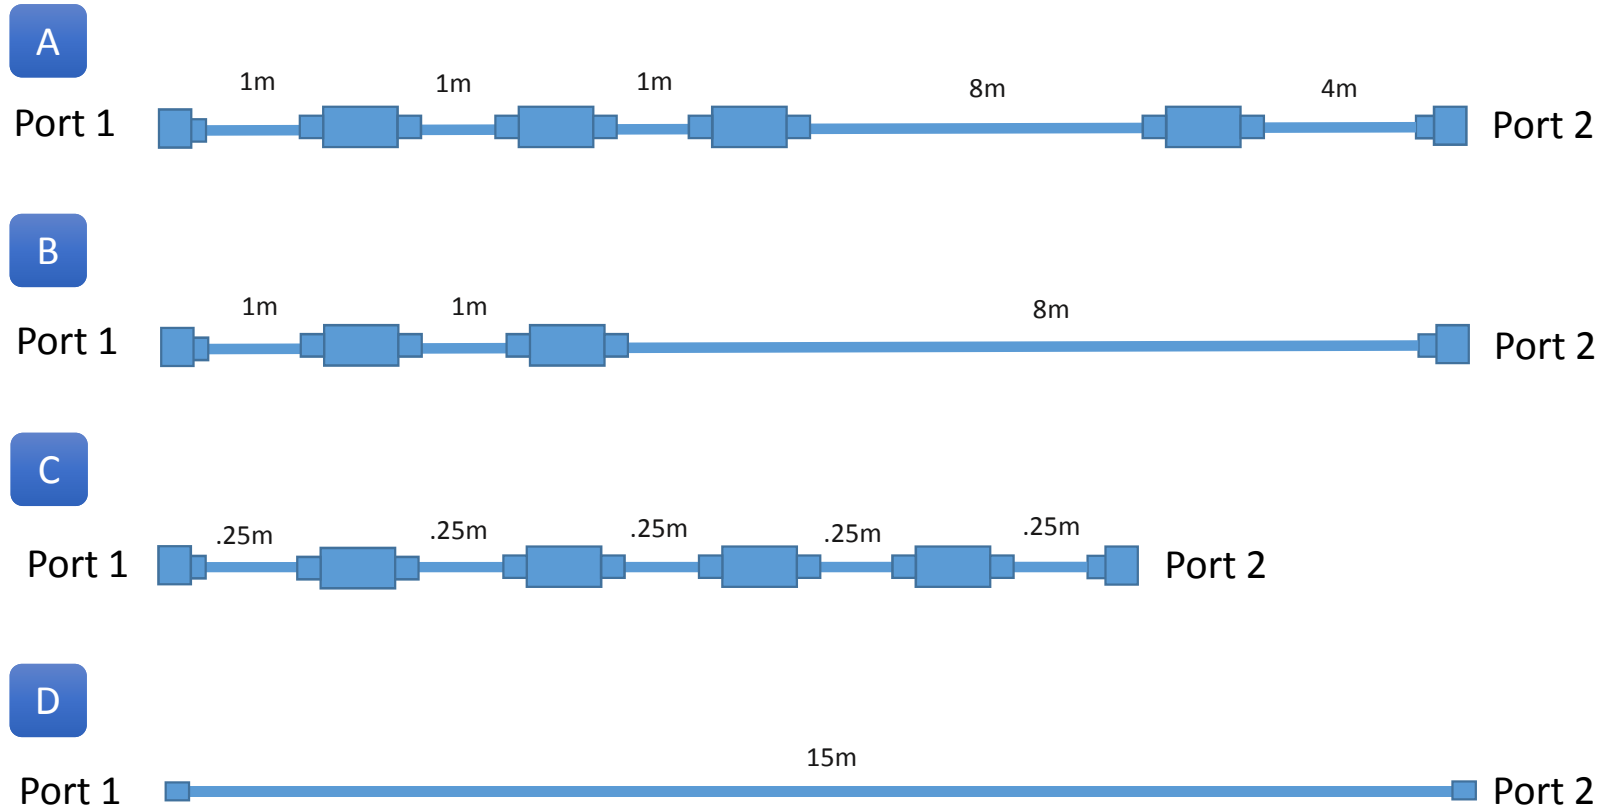 A
1m 1m 1m 8m 4m
Port 1 Port 2
B
1m 1m 8m
Port 1 Port 2
C
.25m .25m .25m .25m .25m
Port 1 Port 2
D
15m
Port 1 Port 2